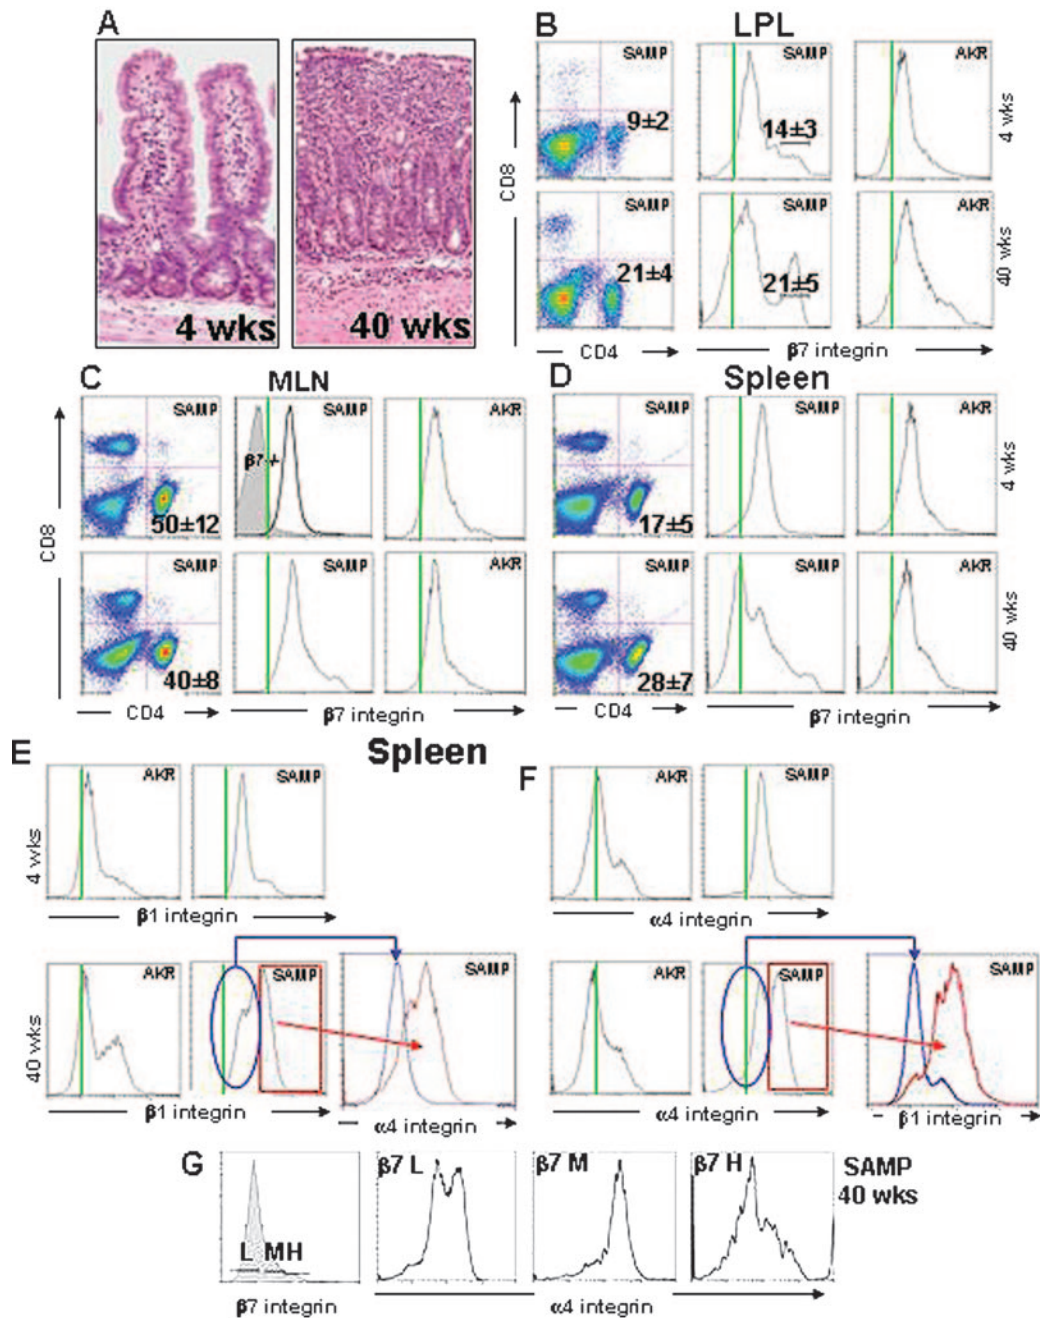 A
4 wks
40 wks
B
LPL
SAMP
9±2
SAMP
14±3
AKR
4 wks
CD8
SAMP
21±4
SAMP
21±5
AKR
40 wks
CD4
β7 integrin
C
MLN
SAMP
50±12
SAMP
β7-/-
AKR
CD8
SAMP
40±8
SAMP
AKR
CD4
β7 integrin
D
Spleen
SAMP
17±5
SAMP
AKR
4 wks
SAMP
28±7
SAMP
AKR
40 wks
CD4
β7 integrin
Spleen
E
4 wks
AKR
SAMP
β1 integrin
40 wks
AKR
SAMP
SAMP
β1 integrin
α4 integrin
F
AKR
SAMP
α4 integrin
AKR
SAMP
SAMP
α4 integrin
β1 integrin
G
L MH
β7 integrin
β7 L
β7 M
β7 H
α4 integrin
SAMP
40 wks